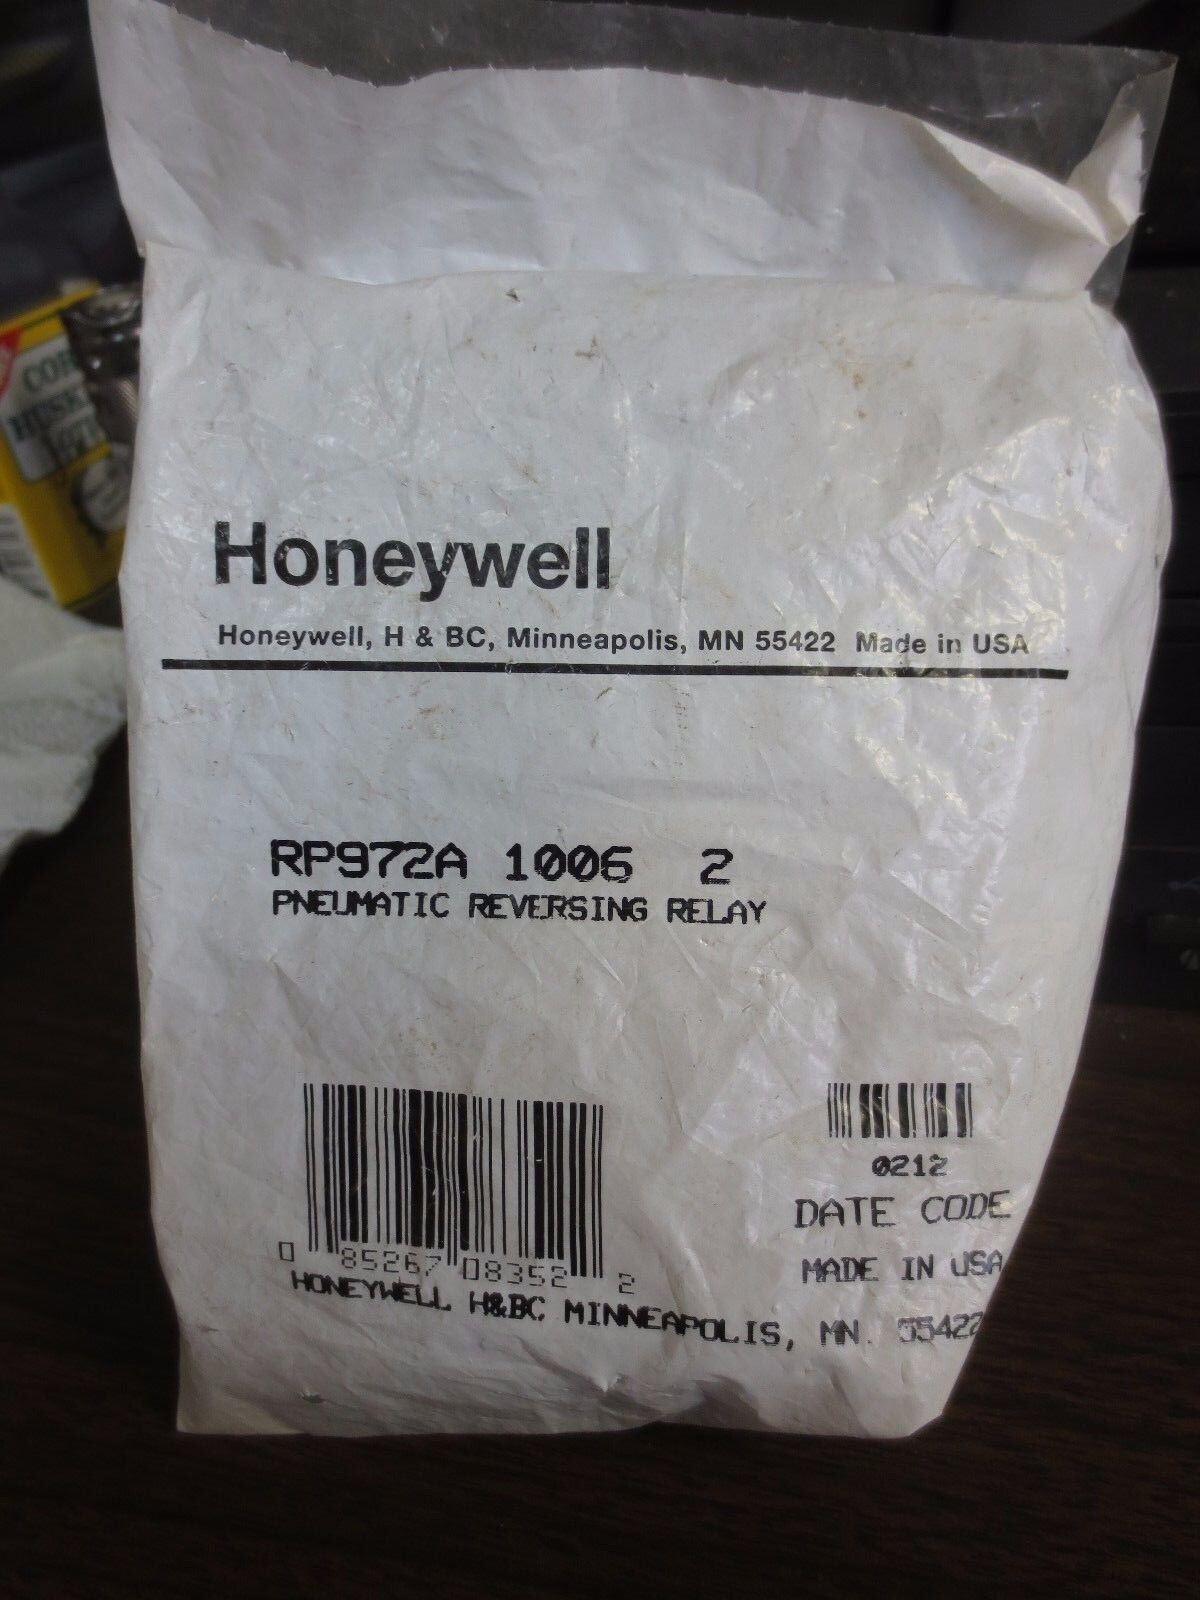 Honeywell
Honeywell, H & BC, Minneapolis, MN 55422 Made in USA
RP972A 1006 2
PNEUMATIC REVERSING RELAY
0 85267 08352 2
HONEYWELL H&BC MINNEAPOLIS, MN. 55422
0212
DATE CODE
MADE IN USA